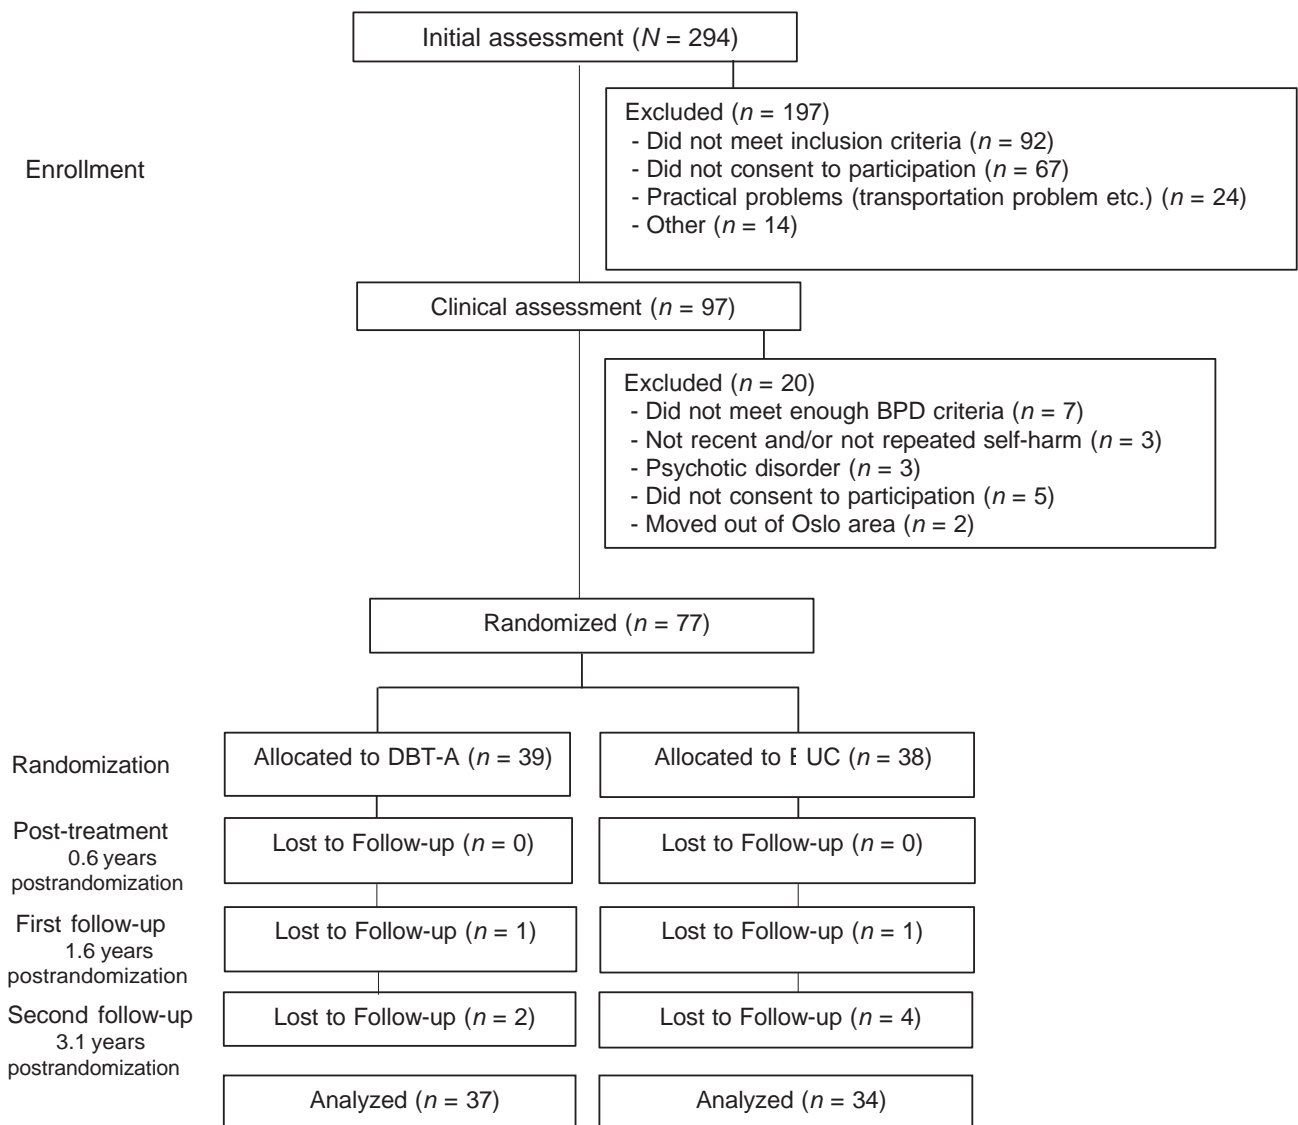 Initial assessment (N = 294)
Excluded (n = 197)
- Did not meet inclusion criteria (n = 92)
- Did not consent to participation (n = 67)
- Practical problems (transportation problem etc.) (n = 24)
- Other (n = 14)
Enrollment
Clinical assessment (n = 97)
Excluded (n = 20)
- Did not meet enough BPD criteria (n = 7)
- Not recent and/or not repeated self-harm (n = 3)
- Psychotic disorder (n = 3)
- Did not consent to participation (n = 5)
- Moved out of Oslo area (n = 2)
Randomized (n = 77)
Randomization
Allocated to DBT-A (n = 39)
Allocated to EUC (n = 38)
Post-treatment
0.6 years
postrandomization
Lost to Follow-up (n = 0)
Lost to Follow-up (n = 0)
First follow-up
1.6 years
postrandomization
Lost to Follow-up (n = 1)
Lost to Follow-up (n = 1)
Second follow-up
3.1 years
postrandomization
Lost to Follow-up (n = 2)
Lost to Follow-up (n = 4)
Analyzed (n = 37)
Analyzed (n = 34)